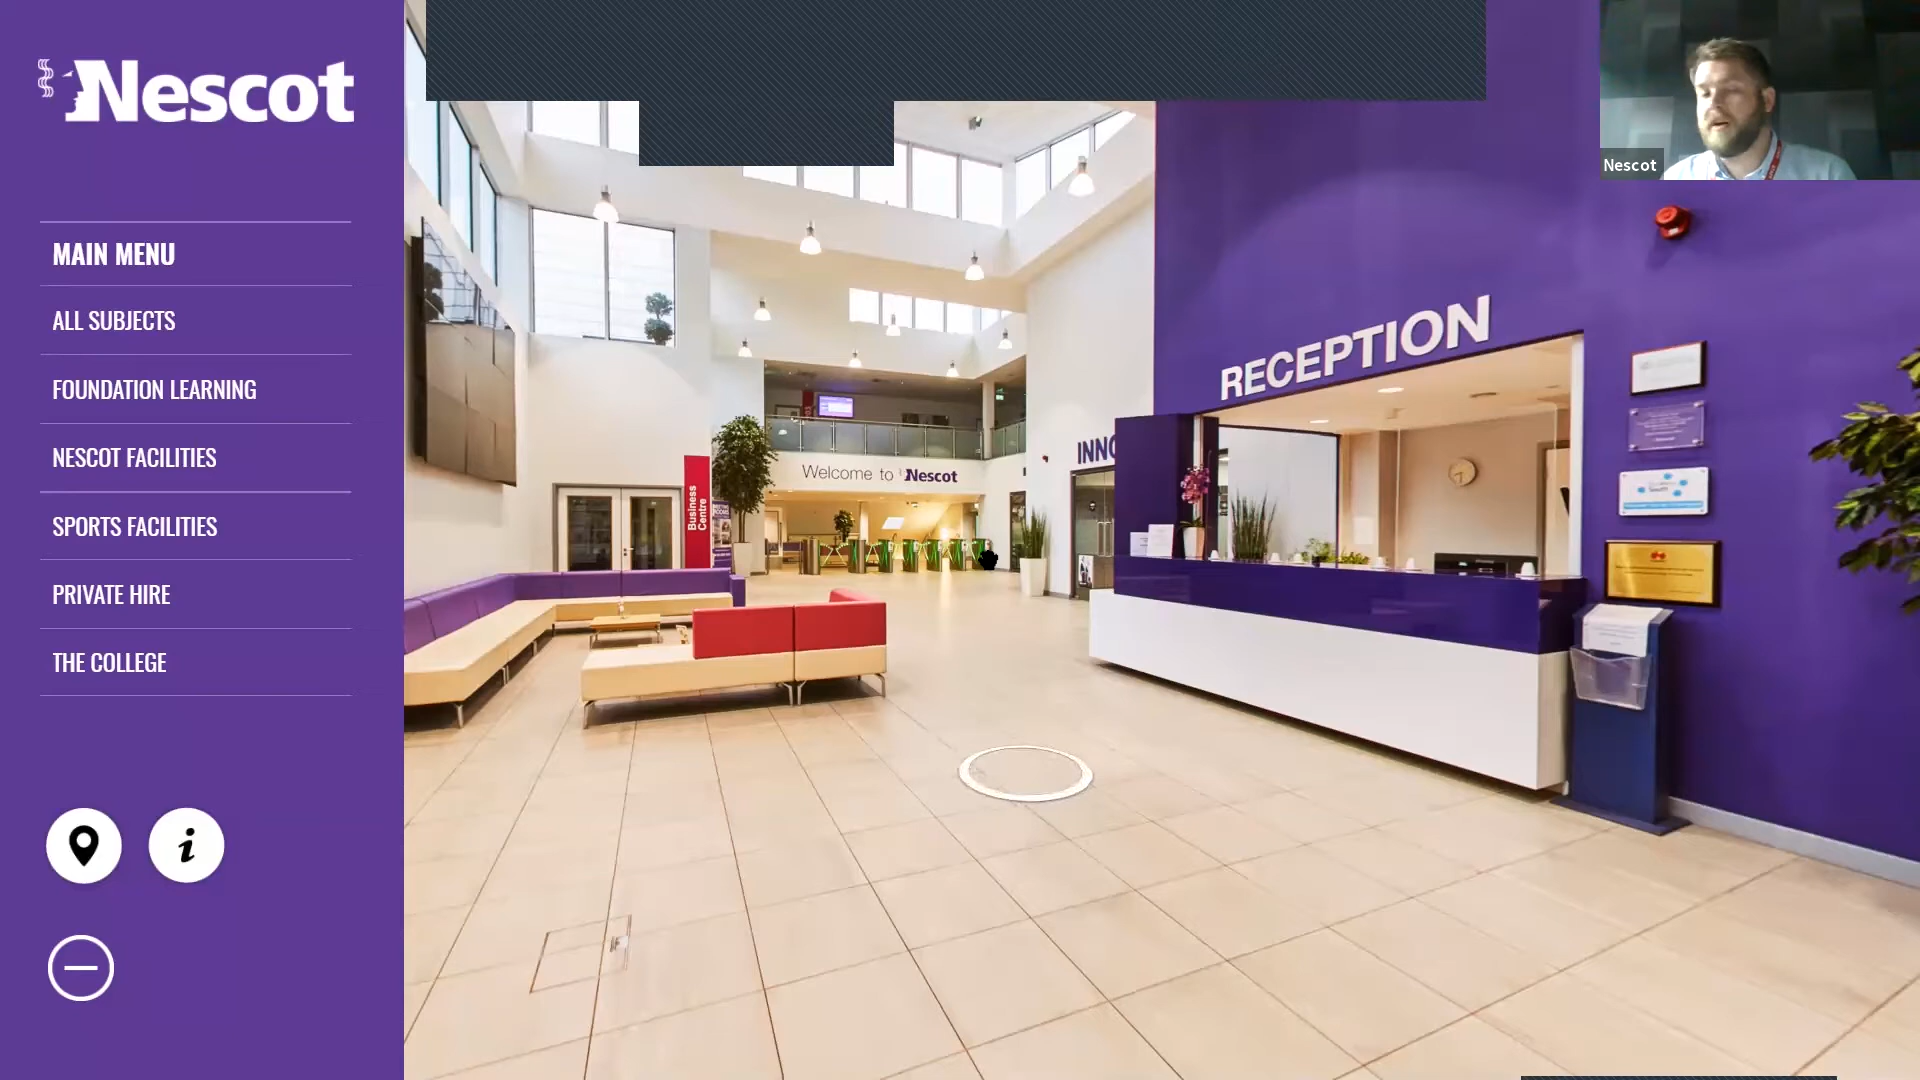 Nescot
MAIN MENU
ALL SUBJECTS
FOUNDATION LEARNING
NESCOT FACILITIES
SPORTS FACILITIES
PRIVATE HIRE
THE COLLEGE
i
Nescot
RECEPTION
INNO
Welcome to Nescot
Business
Centre